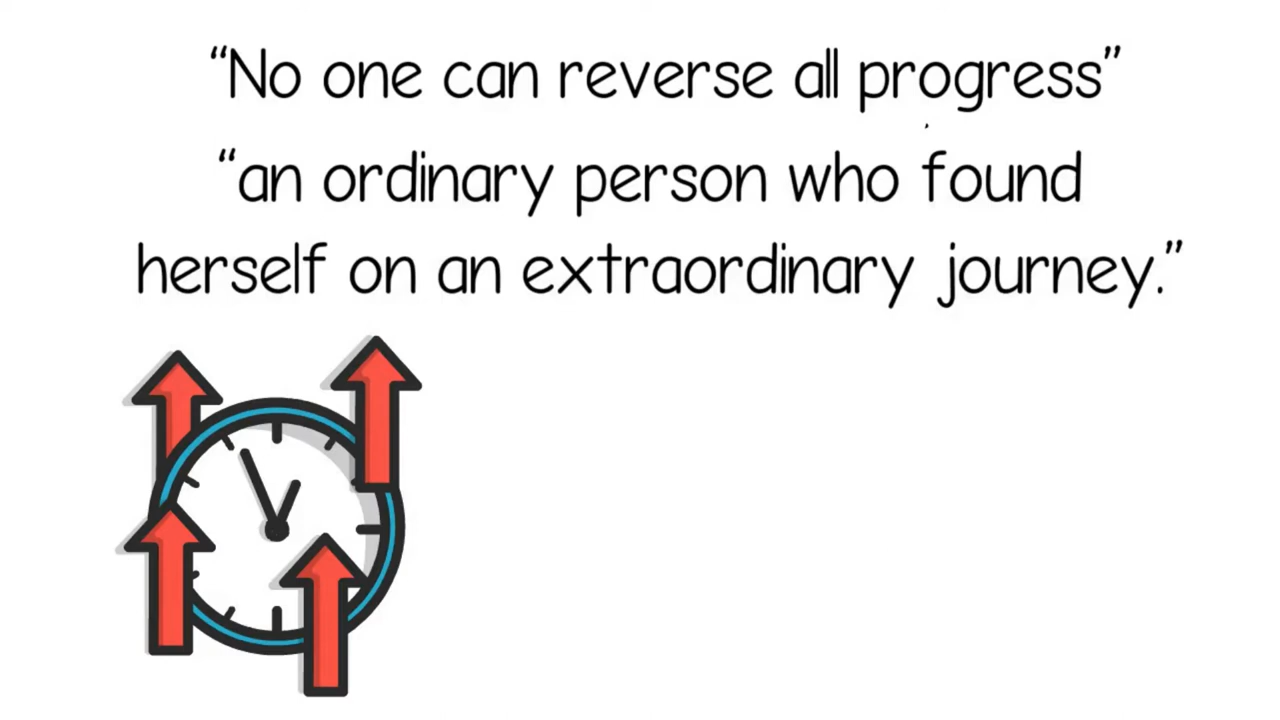 “No one can reverse all progress”
“an ordinary person who found
herself on an extraordinary journey.”